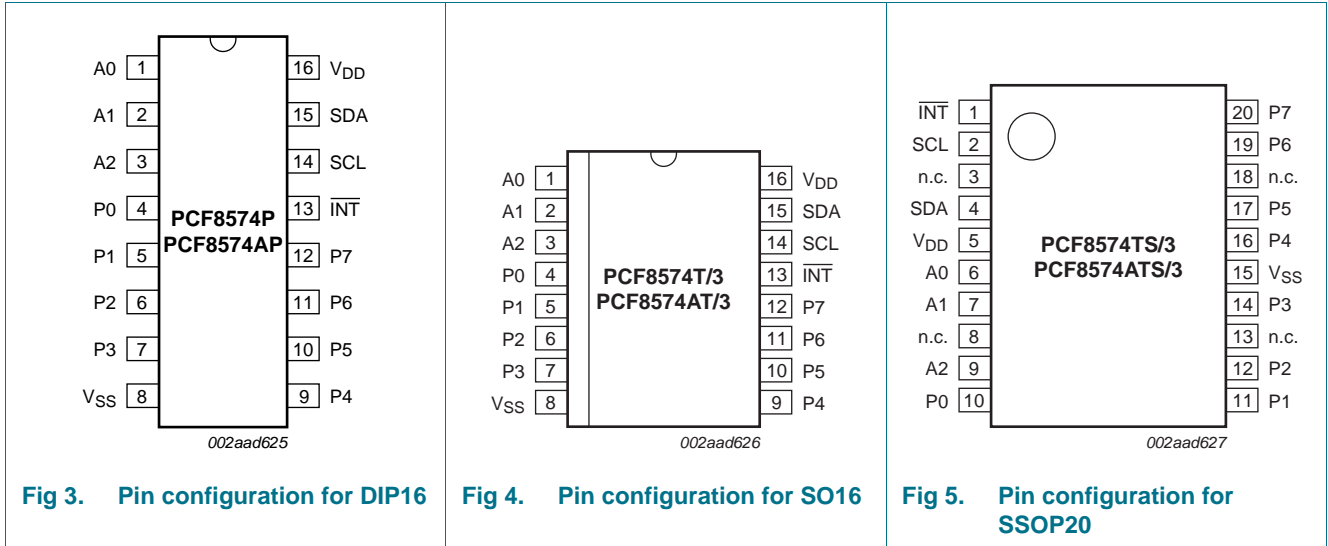 A0 1 16 VDD
A1 2 15 SDA
A2 3 14 SCL
P0 4 13 INT
P1 5 12 P7
P2 6 11 P6
P3 7 10 P5
VSS 8 9 P4
PCF8574P
PCF8574AP
002aad625
Fig 3. Pin configuration for DIP16
A0 1 16 VDD
A1 2 15 SDA
A2 3 14 SCL
P0 4 13 INT
P1 5 12 P7
P2 6 11 P6
P3 7 10 P5
VSS 8 9 P4
PCF8574T/3
PCF8574AT/3
002aad626
Fig 4. Pin configuration for SO16
INT 1 20 P7
SCL 2 19 P6
n.c. 3 18 n.c.
SDA 4 17 P5
VDD 5 16 P4
A0 6 15 VSS
A1 7 14 P3
n.c. 8 13 n.c.
A2 9 12 P2
P0 10 11 P1
PCF8574TS/3
PCF8574ATS/3
002aad627
Fig 5. Pin configuration for
SSOP20